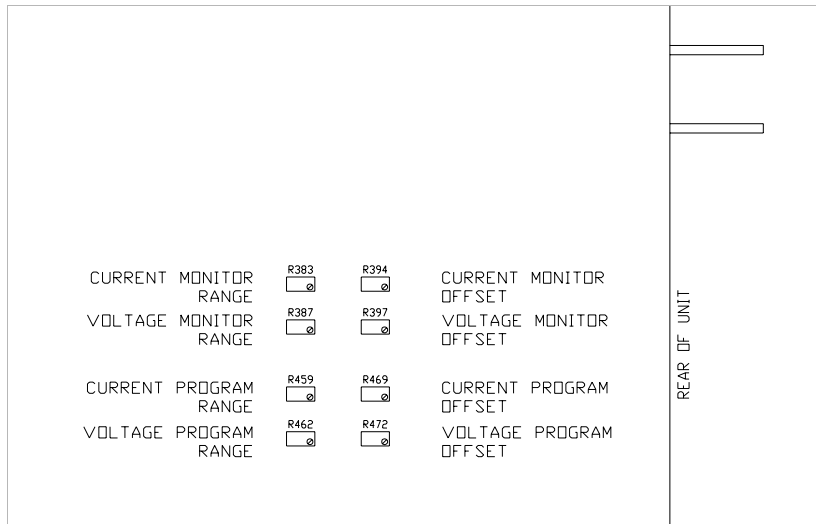 R383 R394
CURRENT MONITOR CURRENT MONITOR
RANGE OFFSET
R387 R397
VOLTAGE MONITOR VOLTAGE MONITOR
RANGE OFFSET
R459 R469
CURRENT PROGRAM CURRENT PROGRAM
RANGE OFFSET
R462 R472
VOLTAGE PROGRAM VOLTAGE PROGRAM
RANGE OFFSET
REAR OF UNIT